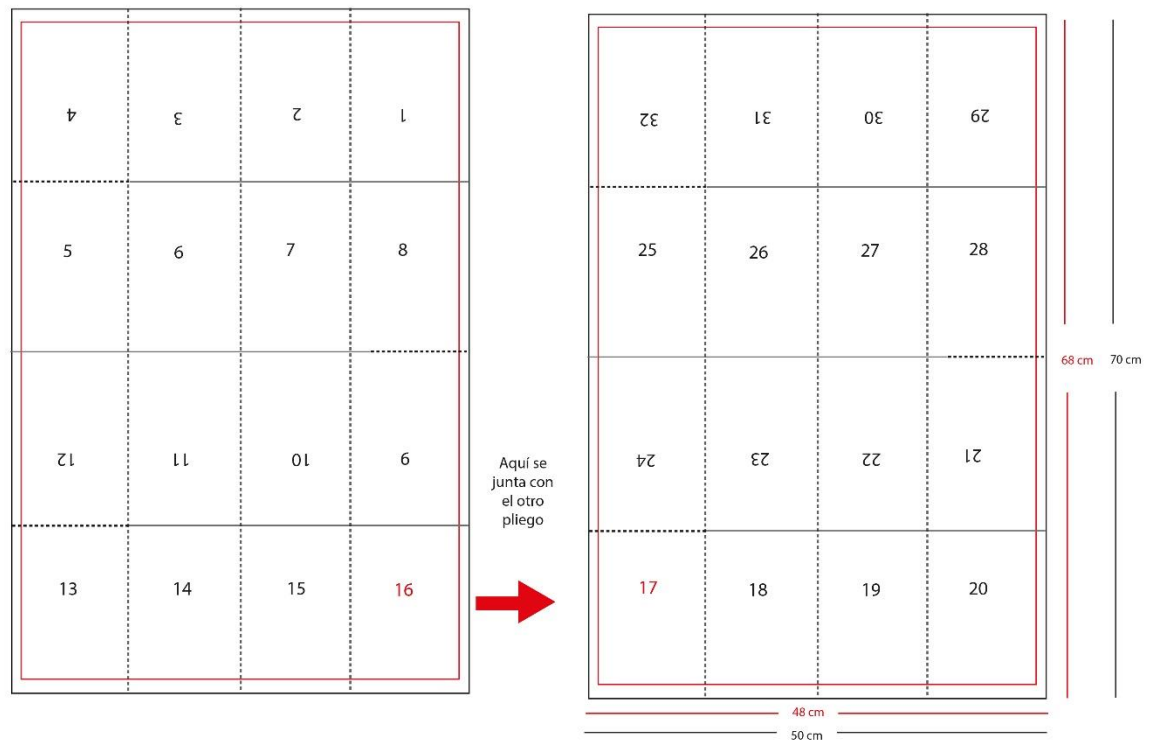 4 3 2 1
5 6 7 8
12 11 10 9
13 14 15 16
Aquí se
junta con
el otro
pliego
32 31 30 29
25 26 27 28
24 23 22 21
17 18 19 20
68 cm
70 cm
48 cm
50 cm